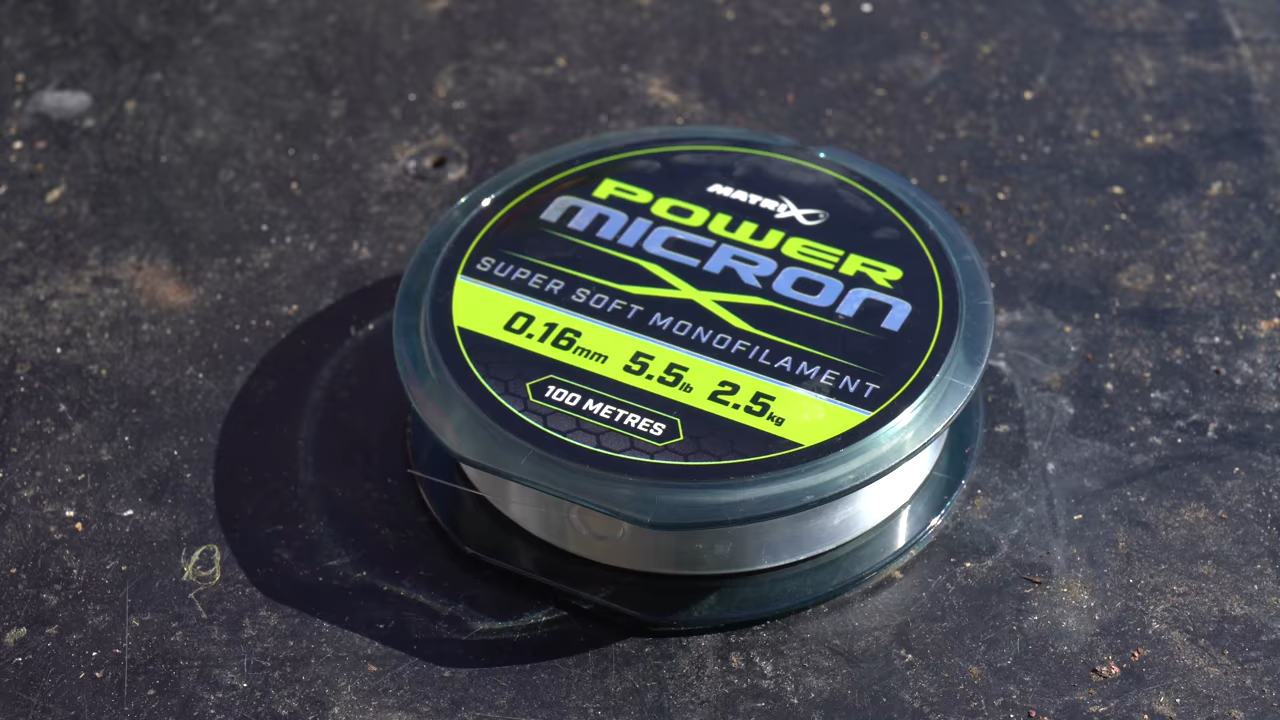 MATRIX
POWER
MICRON
SUPER SOFT MONOFILAMENT
0.16mm 5.5lb 2.5kg
100 METRES